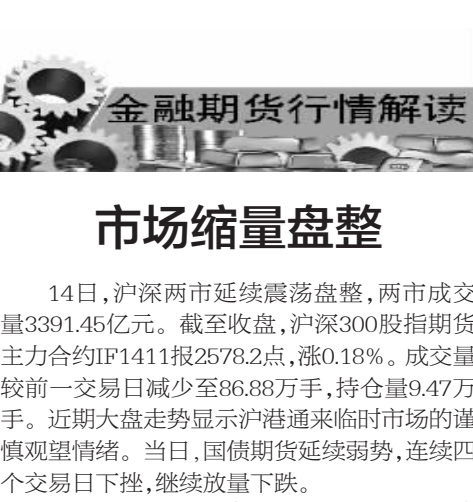 金融期货行情解读
市场缩量盘整
14日,沪深两市延续震荡盘整,两市成交
量3391.45亿元。截至收盘,沪深300股指期货
主力合约IF1411报2578.2点,涨0.18%。成交量
较前一交易日减少至86.88万手,持仓量9.47万
手。近期大盘走势显示沪港通来临时市场的谨
慎观望情绪。当日,国债期货延续弱势,连续四
个交易日下挫,继续放量下跌。